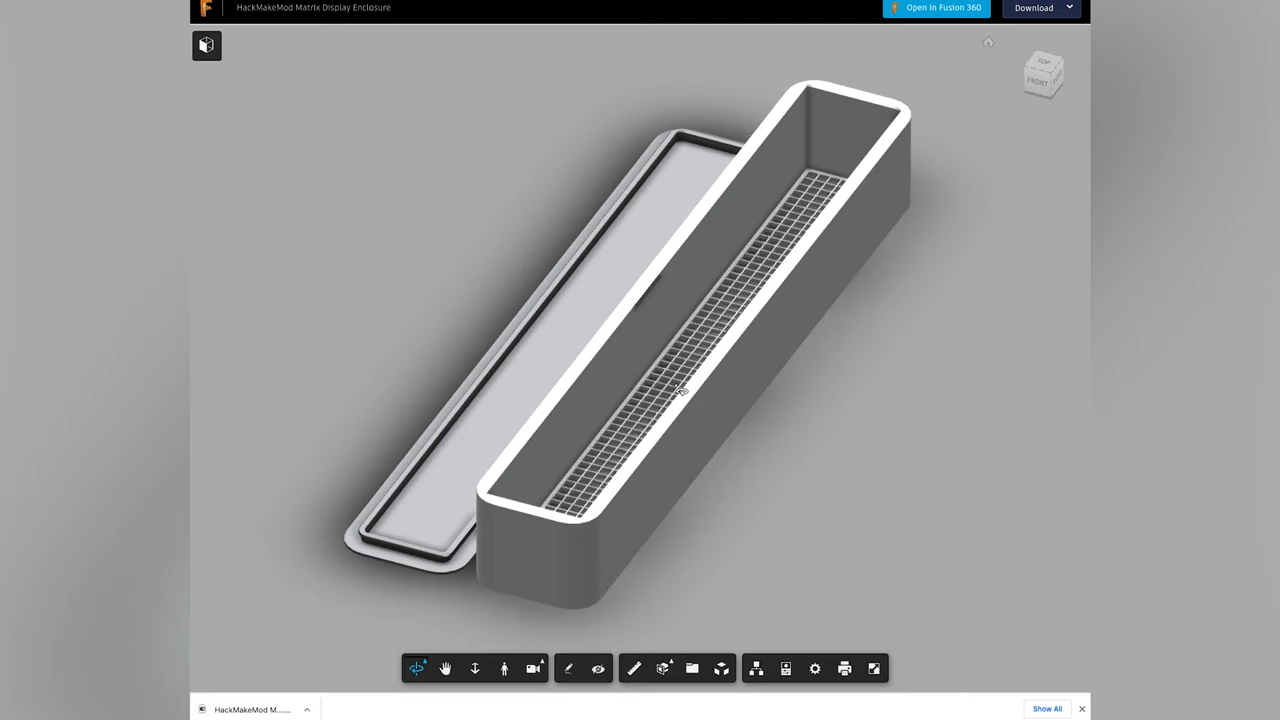 HackMakeMod Matrix Display Enclosure
Open in Fusion 360
Download
TOP
FRONT
HackMakeMod M......
Show All